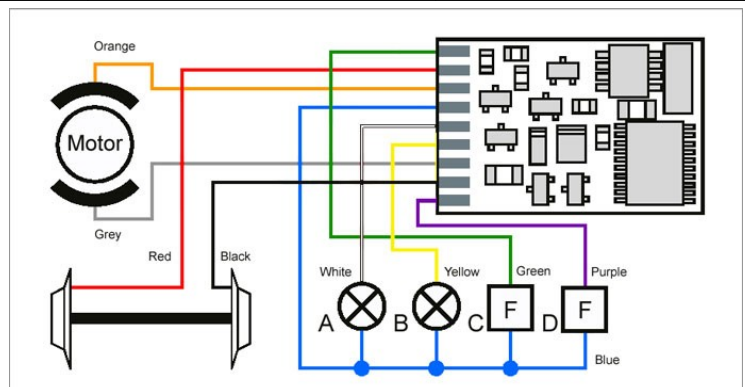 Orange
Motor
Grey
Red
Black
White
Yellow
Green
Purple
A
B
C
F
D
F
Blue